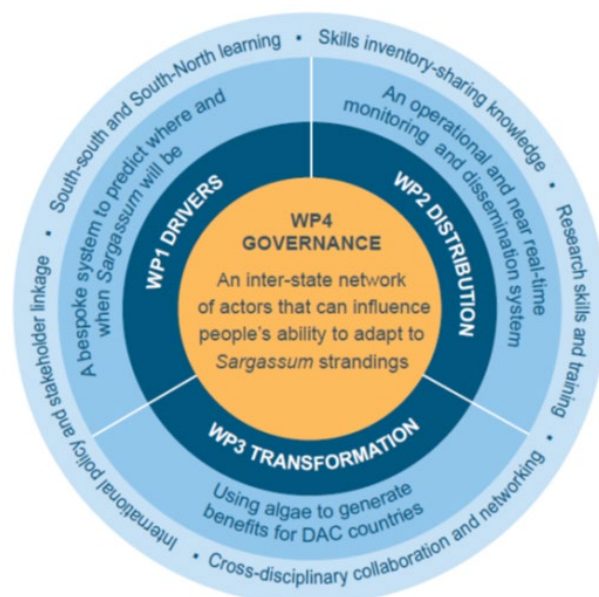 South-south and South-North learning • Skills inventory-sharing knowledge • Research skills and training • Cross-disciplinary collaboration and networking • International policy and stakeholder linkage •
A bespoke system to predict where and
when Sargassum will be
WP1 DRIVERS
An operational and near real-time
monitoring and dissemination system
WP2 DISTRIBUTION
WP4
GOVERNANCE
An inter-state network
of actors that can influence
people's ability to adapt to
Sargassum strandings
WP3 TRANSFORMATION
Using algae to generate
benefits for DAC countries